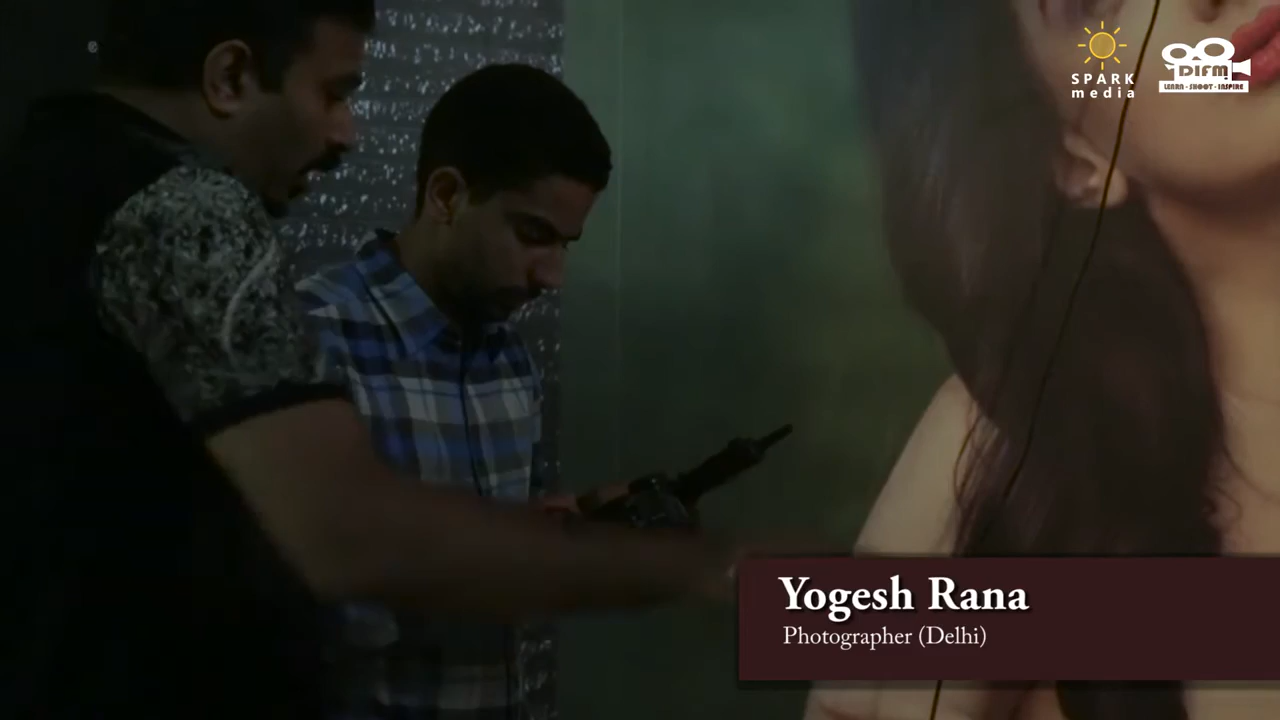 SPARK
media
DIFM
LEARN - SHOOT - INSPIRE
Yogesh Rana
Photographer (Delhi)